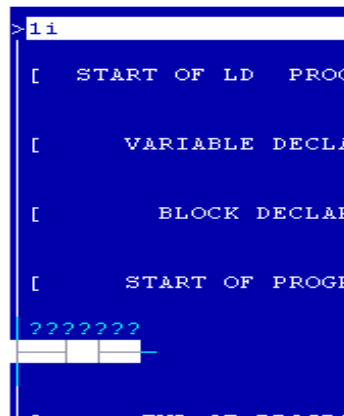 >1i
[ START OF LD PROG
[ VARIABLE DECLA
[ BLOCK DECLAR
[ START OF PROGR
???????